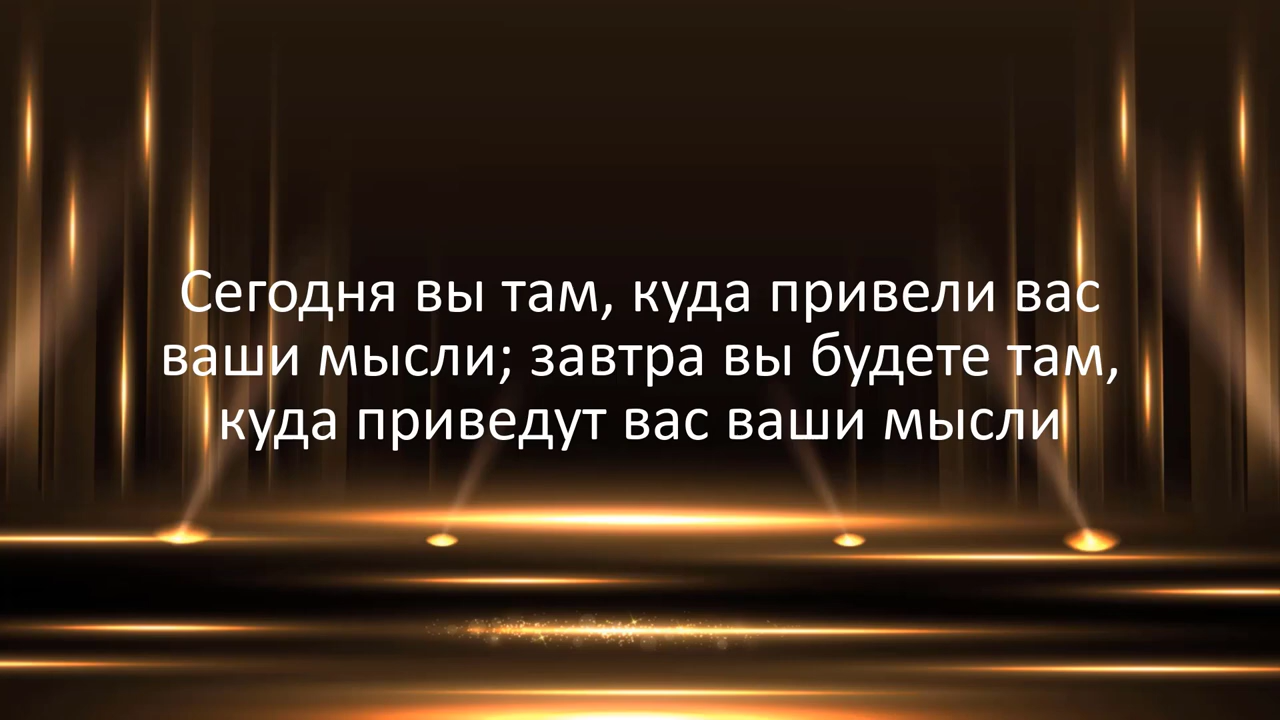 Сегодня вы там, куда привели вас
ваши мысли; завтра вы будете там,
куда приведут вас ваши мысли